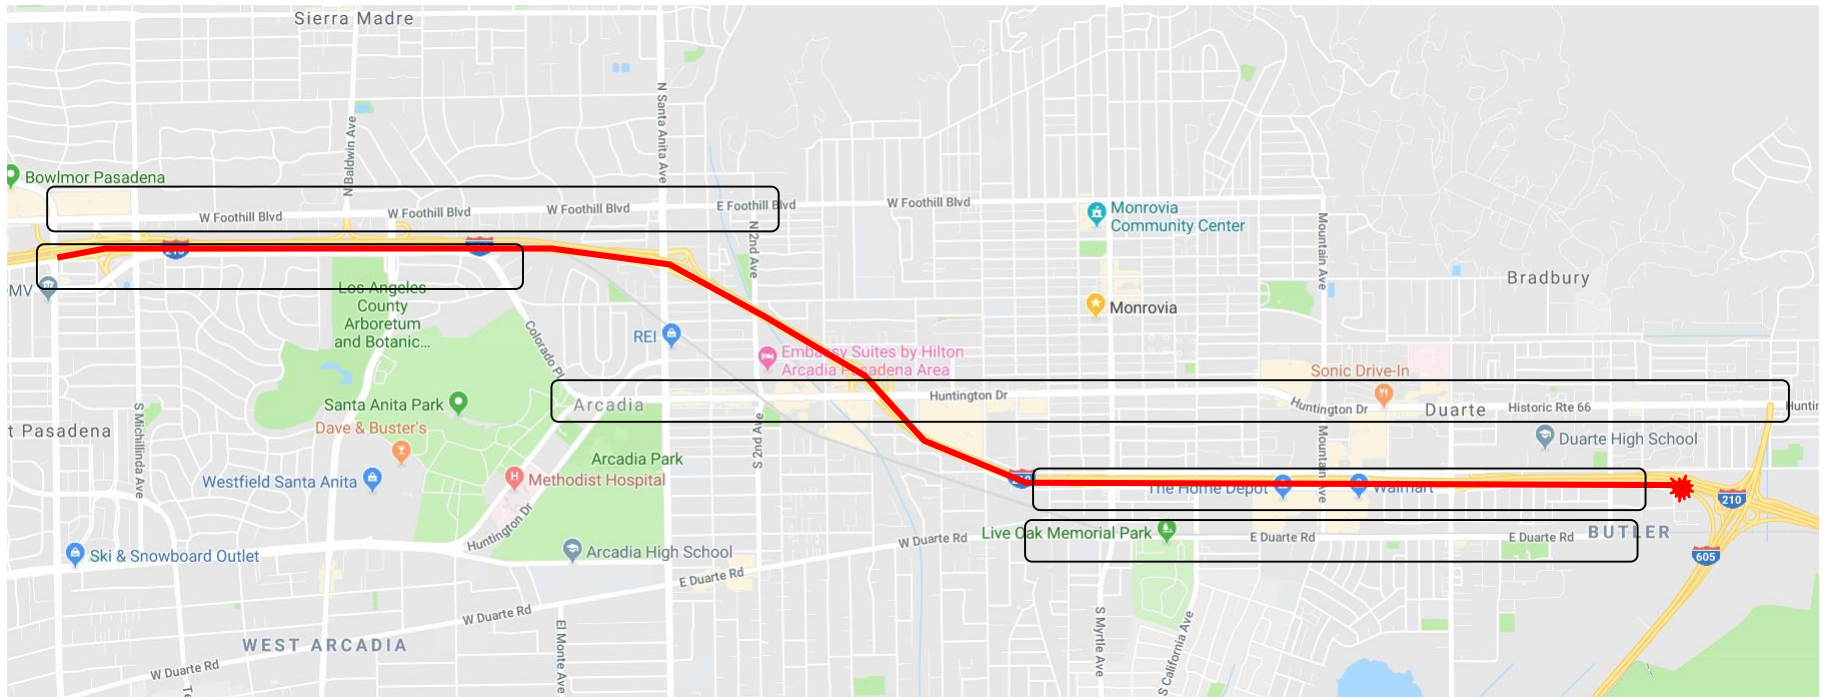 Sierra Madre
N Baldwin Ave
N Santa Anita Ave
Bowlmor Pasadena
W Foothill Blvd
W Foothill Blvd
W Foothill Blvd
E Foothill Blvd
W Foothill Blvd
Monrovia
Community Center
N 2nd Ave
Mountain Ave
Bradbury
MV
Los Angeles
County
Arboretum
and Botanic...
Monrovia
Colorado Pl
REI
Embassy Suites by Hilton
Arcadia Pasadena Area
Sonic Drive-In
Santa Anita Park
Arcadia
Huntington Dr
Huntington Dr
Duarte
Historic Rte 66
t Pasadena
S Michillinda Ave
Dave & Buster's
S 2nd Ave
Mountain Ave
Duarte High School
Arcadia Park
Westfield Santa Anita
Methodist Hospital
The Home Depot
Walmart
210
Huntington Dr
Live Oak Memorial Park
W Duarte Rd
E Duarte Rd
E Duarte Rd
BUTLER
Ski & Snowboard Outlet
Arcadia High School
605
E Duarte Rd
W Duarte Rd
El Monte Ave
S Myrtle Ave
S California Ave
WEST ARCADIA
W Duarte Rd